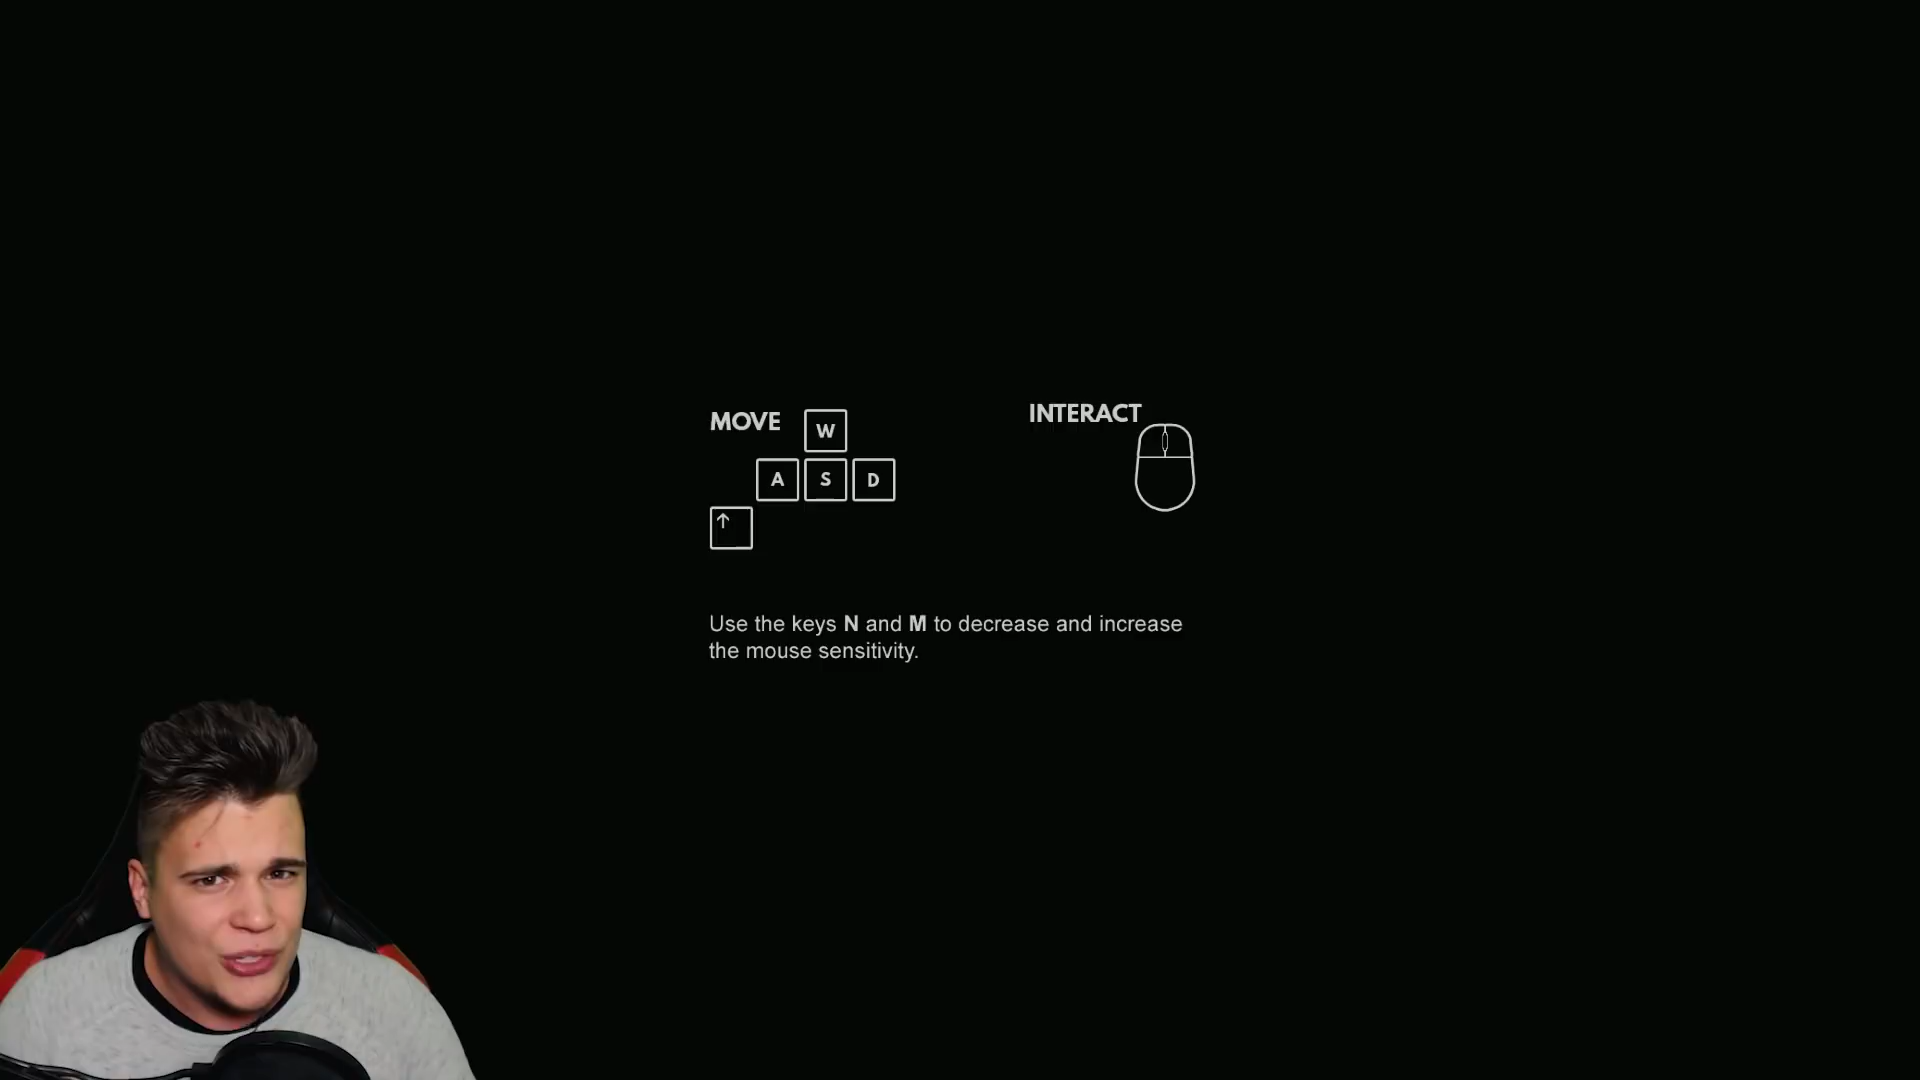 MOVE
W
INTERACT
A S D
↑
Use the keys N and M to decrease and increase
the mouse sensitivity.